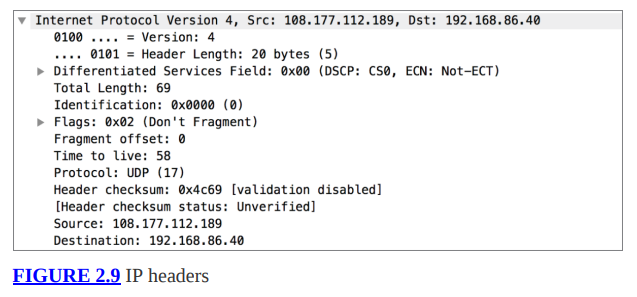 Internet Protocol Version 4, Src: 108.177.112.189, Dst: 192.168.86.40
0100 .... = Version: 4
.... 0101 = Header Length: 20 bytes (5)
Differentiated Services Field: 0x00 (DSCP: CS0, ECN: Not-ECT)
Total Length: 69
Identification: 0x0000 (0)
Flags: 0x02 (Don't Fragment)
Fragment offset: 0
Time to live: 58
Protocol: UDP (17)
Header checksum: 0x4c69 [validation disabled]
[Header checksum status: Unverified]
Source: 108.177.112.189
Destination: 192.168.86.40
FIGURE 2.9 IP headers